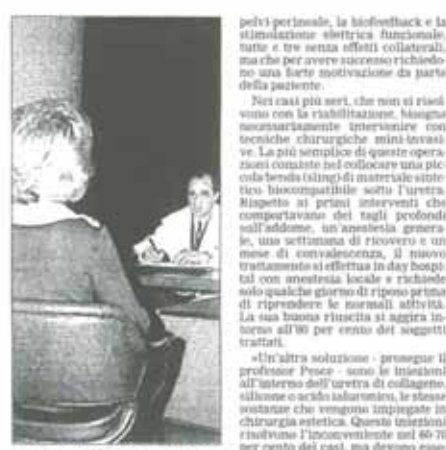 pelvi-perineale, la biofeedback e la
stimolazione elettrica funzionale,
tutte e tre senza effetti collaterali,
ma che per avere successo richiedo-
no una forte motivazione da parte
della paziente.
Nei casi più seri, che non si risol-
vono con la riabilitazione, bisogna
necessariamente intervenire con
tecniche chirurgiche mini-invasi-
ve. La più semplice di queste opera-
zioni consiste nel collocare una pic-
cola benda (sling) di materiale sinte-
tico biocompatibile sotto l'uretra.
Rispetto ai primi interventi che
comportavano dei tagli profondi
sull'addome, un'anestesia genera-
le, una settimana di ricovero e un
mese di convalescenza, il nuovo
trattamento si effettua in day hospi-
tal con anestesia locale e richiede
solo qualche giorno di riposo prima
di riprendere le normali attività.
La sua buona riuscita si aggira in-
torno all'80 per cento dei soggetti
trattati.
«Un'altra soluzione - prosegue il
professor Pesce - sono le iniezioni
all'interno dell'uretra di collagene,
silicone o acido ialuronico, le stesse
sostanze che vengono impiegate in
chirurgia estetica. Queste iniezioni
risolvono l'inconveniente nel 60-70
per cento dei casi, ma devono esse-